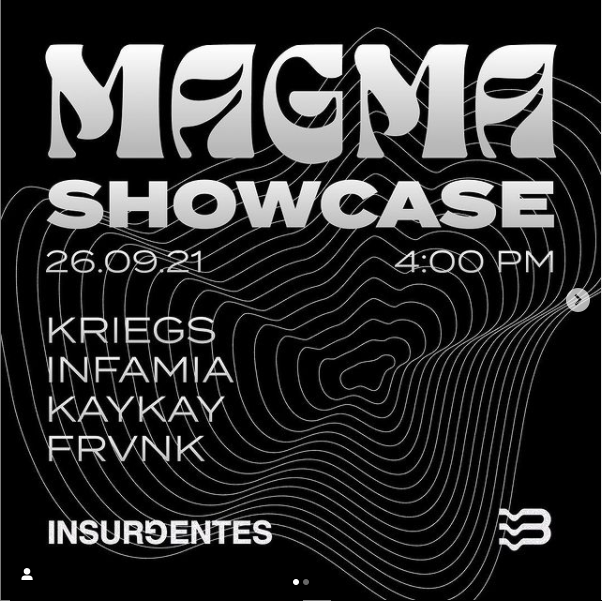 MAGMA
SHOWCASE
26.09.21 4:00 PM
KRIEGS
INFAMIA
KAYKAY
FRVNK
INSURGENTES